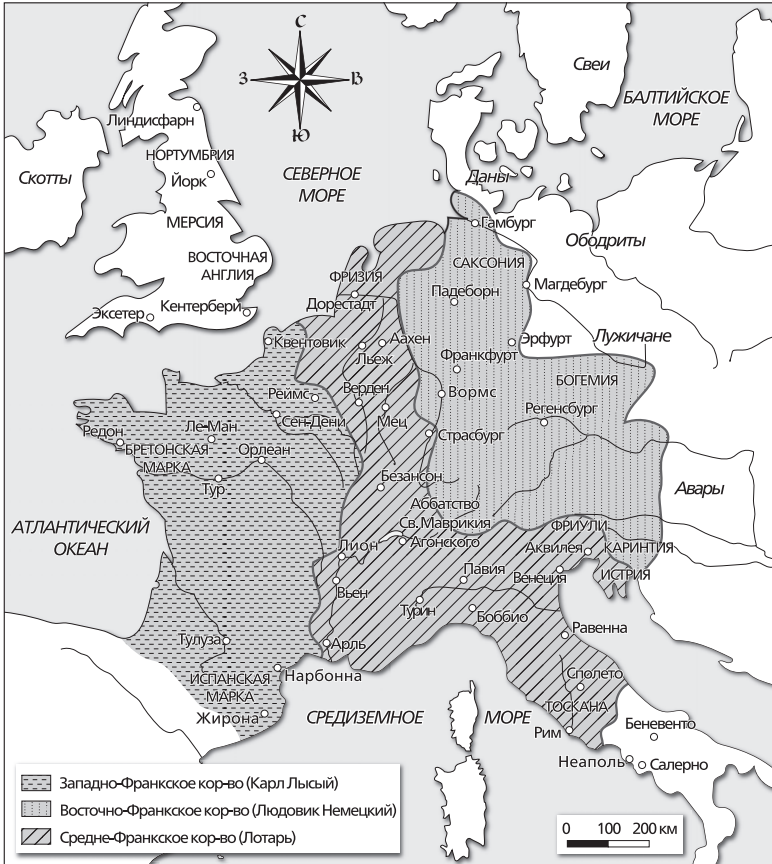 С
З
В
Ю
Свеи
БАЛТИЙСКОЕ
МОРЕ
Линдисфарн
НОРТУМБРИЯ
Скотты
Йорк
СЕВЕРНОЕ
МОРЕ
Даны
МЕРСИЯ
Гамбург
Ободриты
ВОСТОЧНАЯ
АНГЛИЯ
САКСОНИЯ
ФРИЗИЯ
Падеборн
Магдебург
Дорестадт
Эксетер
Кентербери
Квентовик
Аахен
Льеж
Эрфурт
Лужичане
Франкфурт
БОГЕМИЯ
Реймс
Верден
Вормс
Мец
Регенсбург
Сен-Дени
Ле-Ман
Редон
Страсбург
БРЕТОНСКАЯ
МАРКА
Орлеан
Тур
Безансон
Авары
Аббатство
Св. Маврикия
Агонского
АТЛАНТИЧЕСКИЙ
ОКЕАН
ФРИУЛИ
Лион
Аквилея
КАРИНТИЯ
Павия
Венеция
ИСТРИЯ
Вьен
Турин
Боббио
Равенна
Тулуза
Арль
Нарбонна
ИСПАНСКАЯ
МАРКА
Сполето
ТОСКАНА
Жирона
СРЕДИЗЕМНОЕ
МОРЕ
Рим
Беневенто
Неаполь
Салерно
Западно-Франкское кор-во (Карл Лысый)
Восточно-Франкское кор-во (Людовик Немецкий)
Средне-Франкское кор-во (Лотарь)
0 100 200 км